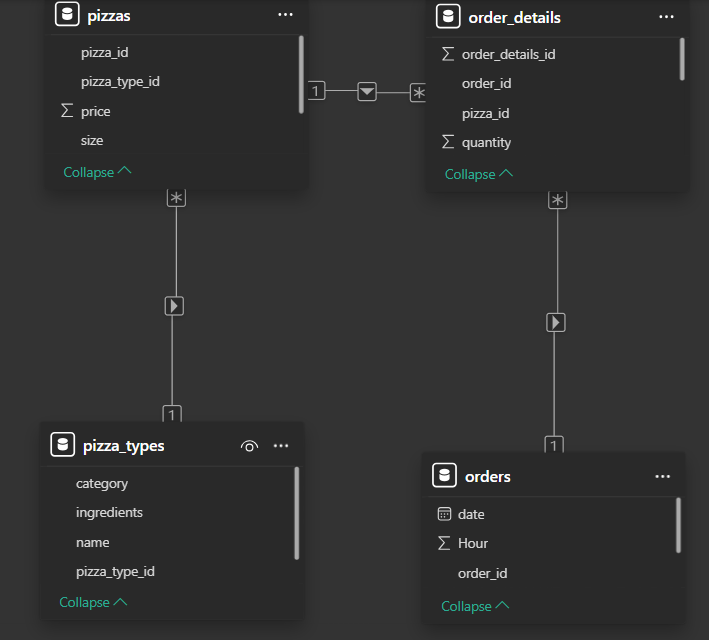 pizzas
pizza_id
pizza_type_id
Σ price
size
Collapse
1
*
order_details
Σ order_details_id
order_id
pizza_id
Σ quantity
Collapse
*
1
pizza_types
category
ingredients
name
pizza_type_id
Collapse
*
1
orders
date
Σ Hour
order_id
Collapse